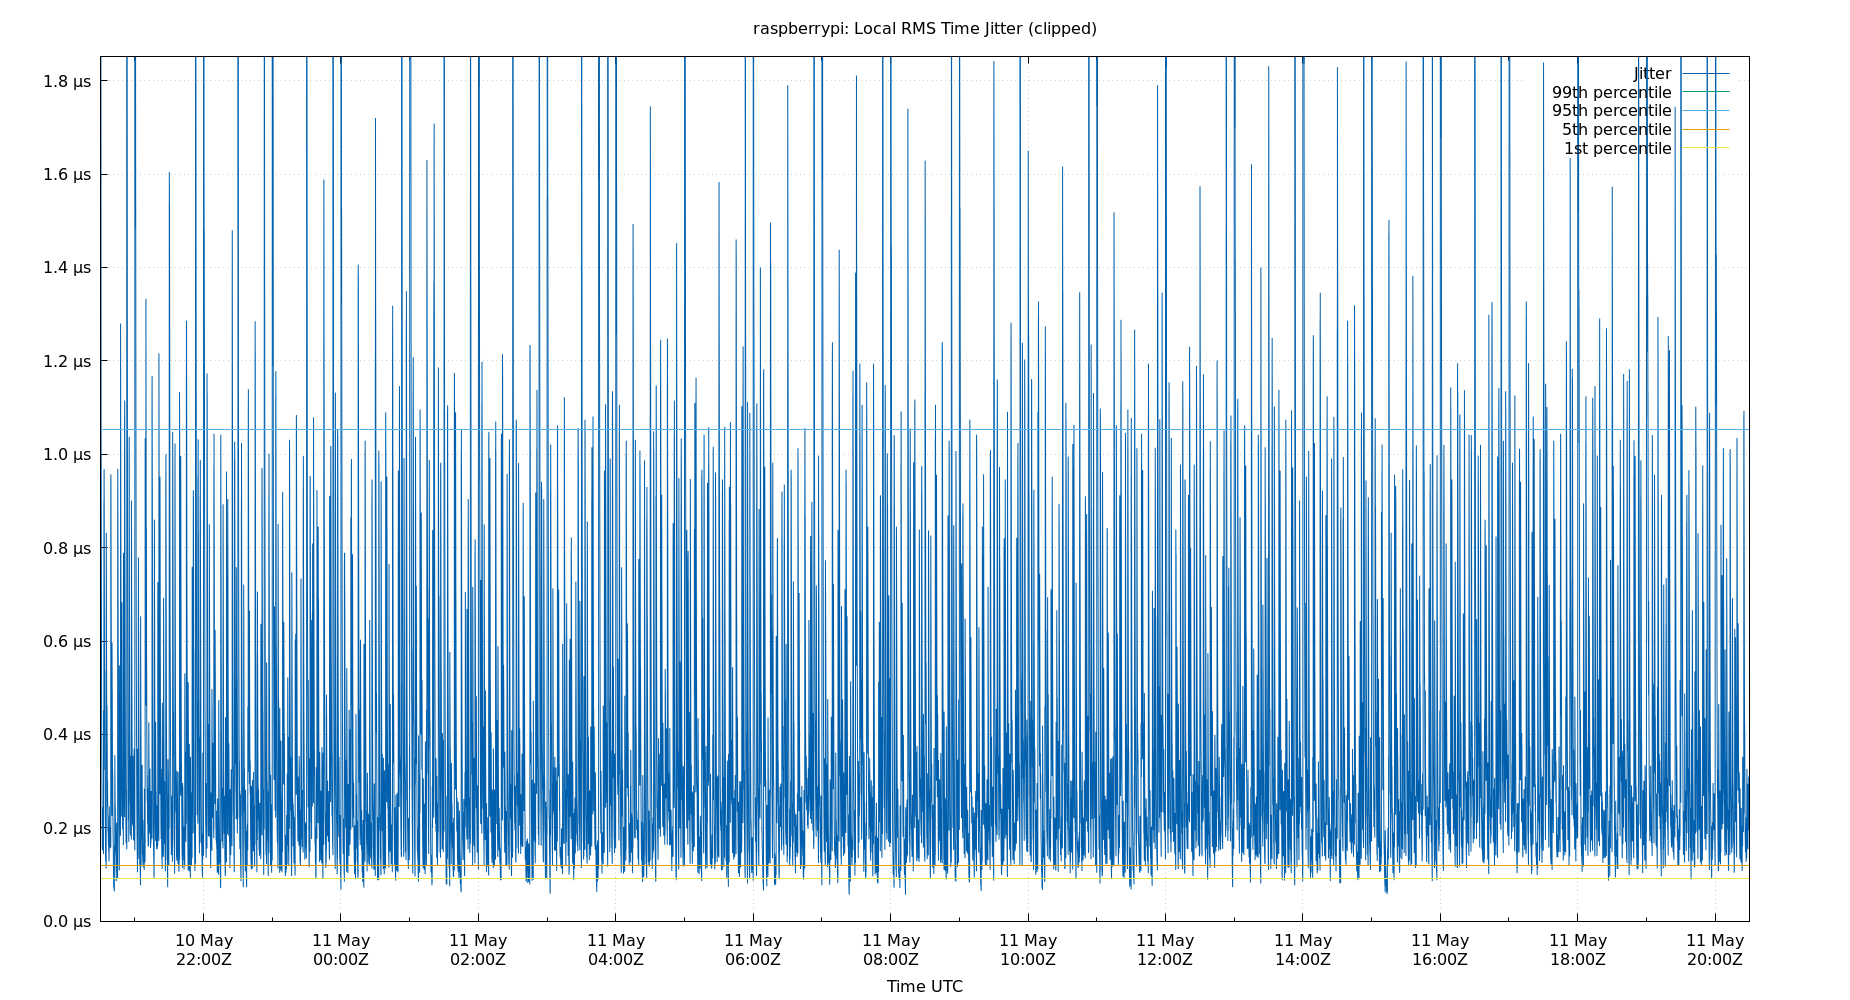 raspberrypi: Local RMS Time Jitter (clipped)
1.8 µs
1.6 µs
1.4 µs
1.2 µs
1.0 µs
0.8 µs
0.6 µs
0.4 µs
0.2 µs
0.0 µs
Jitter
99th percentile
95th percentile
5th percentile
1st percentile
10 May 11 May 11 May 11 May 11 May 11 May 11 May 11 May 11 May 11 May 11 May 11 May
22:00Z 00:00Z 02:00Z 04:00Z 06:00Z 08:00Z 10:00Z 12:00Z 14:00Z 16:00Z 18:00Z 20:00Z
Time UTC